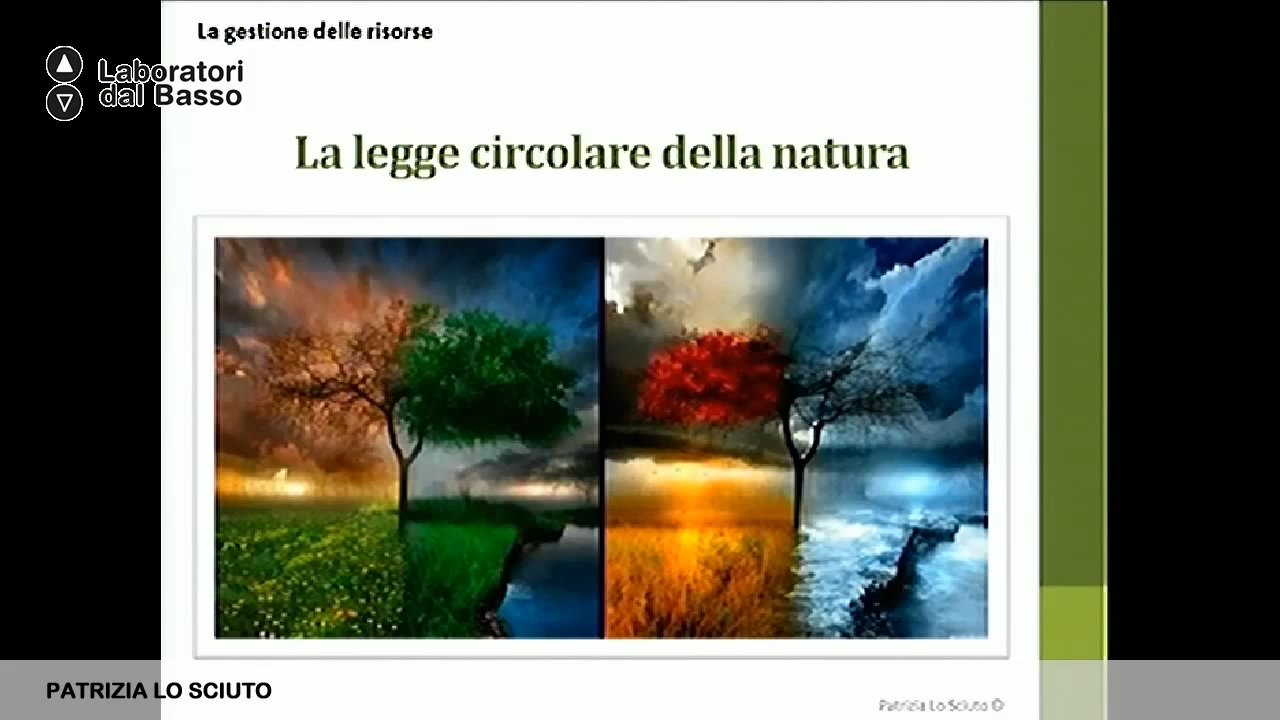 La gestione delle risorse
Laboratori
dal Basso
La legge circolare della natura
PATRIZIA LO SCIUTO
Patrizia Lo Sciuto ©